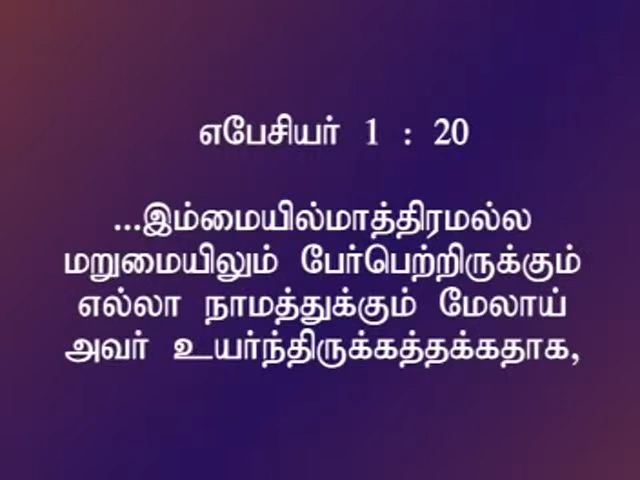 எபேசியர் 1 : 20
...இம்மையில்மாத்திரமல்ல
மறுமையிலும் பேர்பெற்றிருக்கும்
எல்லா நாமத்துக்கும் மேலாய்
அவர் உயர்ந்திருக்கத்தக்கதாக,